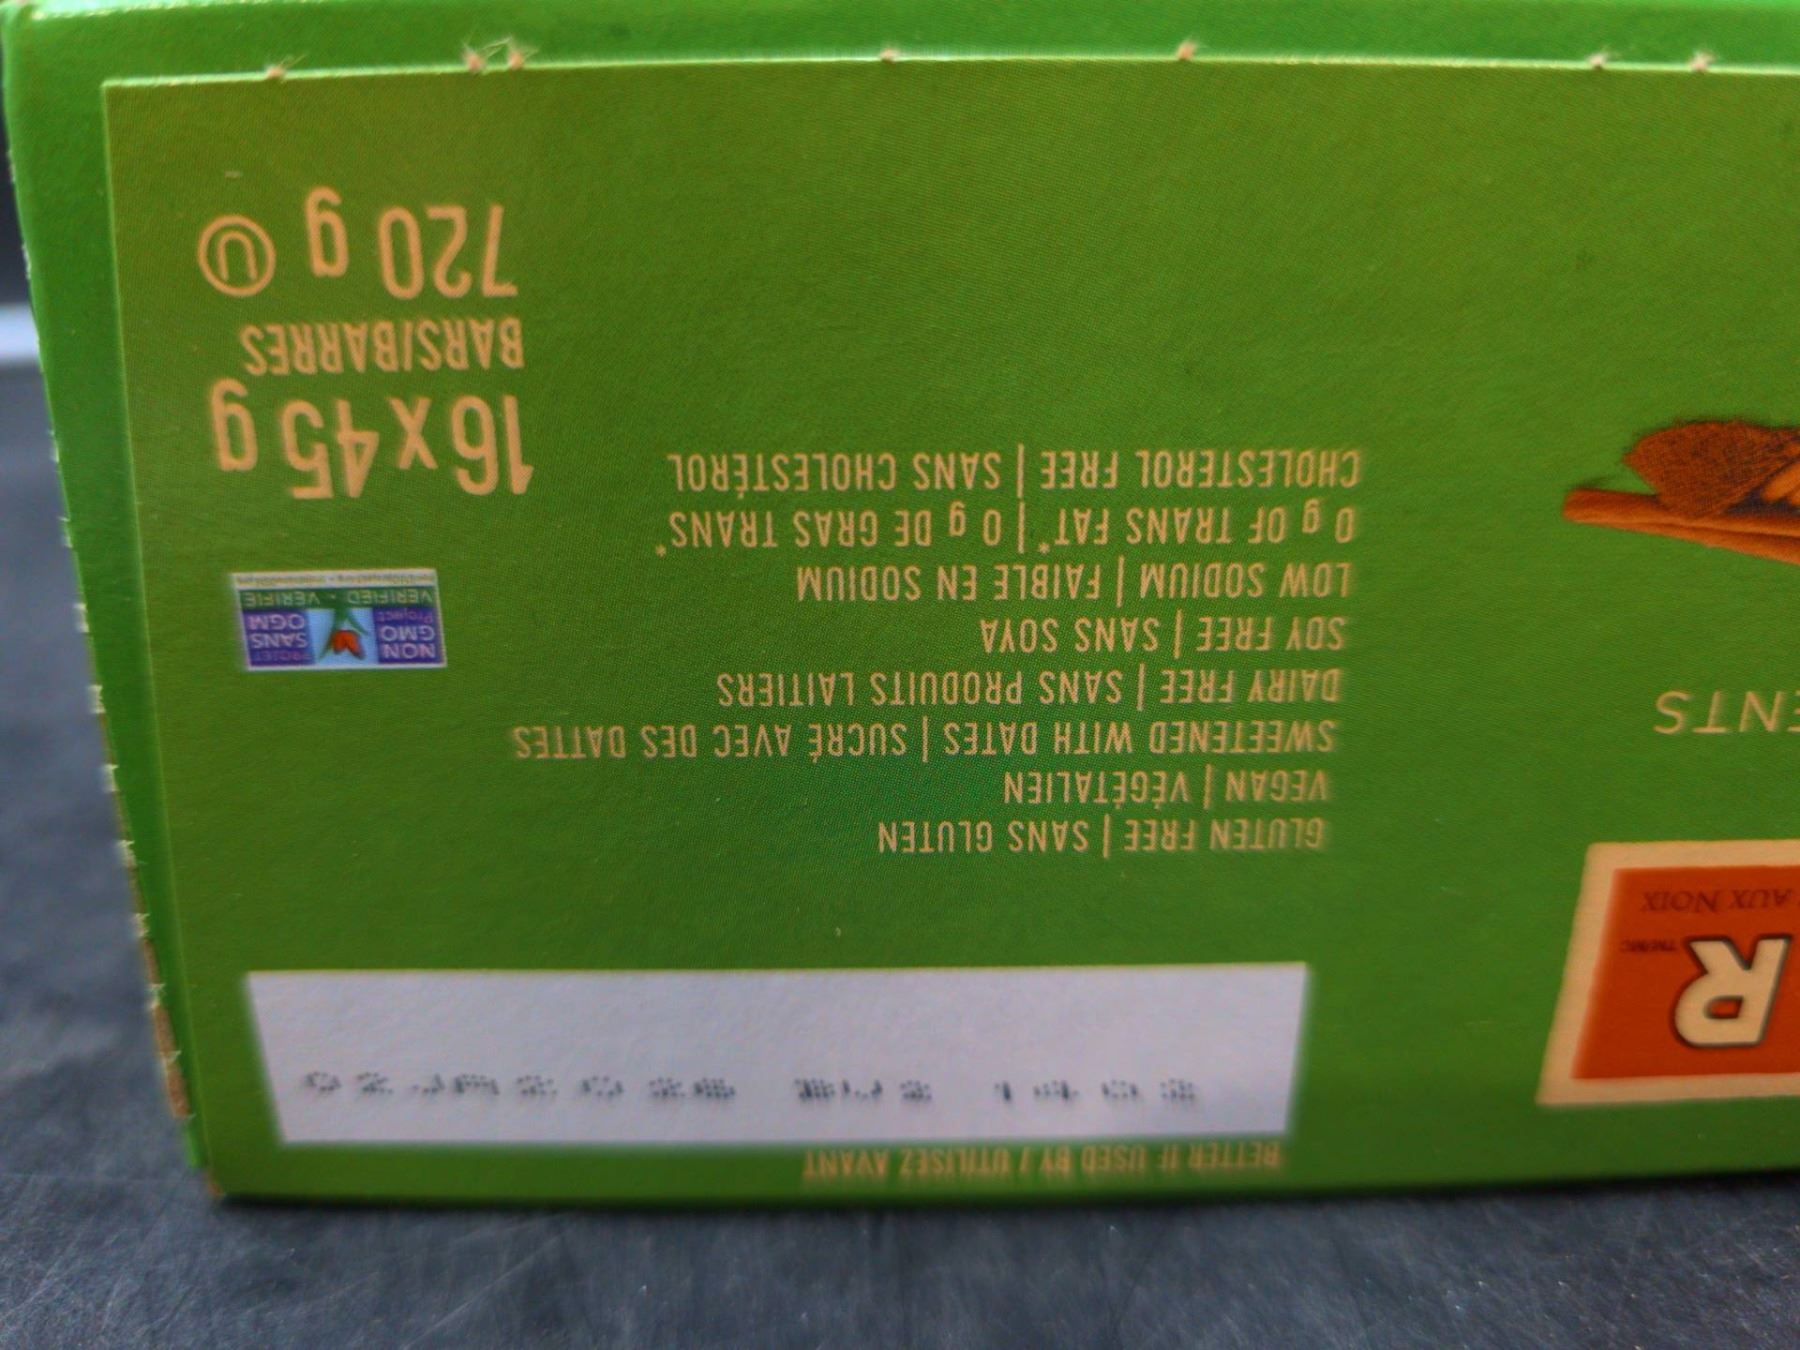 BETTER IF USED BY / UTILISEZ AVANT
R
AUX NOIX
GLUTEN FREE | SANS GLUTEN
VEGAN | VÉGÉTALIEN
SWEETENED WITH DATES | SUCRÉ AVEC DES DATTES
DAIRY FREE | SANS PRODUITS LAITIERS
SOY FREE | SANS SOYA
LOW SODIUM | FAIBLE EN SODIUM
0 g OF TRANS FAT* | 0 g DE GRAS TRANS*
CHOLESTEROL FREE | SANS CHOLESTÉROL
ENTS
NON GMO Project
PROJET SANS OGM
VERIFIED • VÉRIFIÉ
16x45g
BARS/BARRES
720 g U